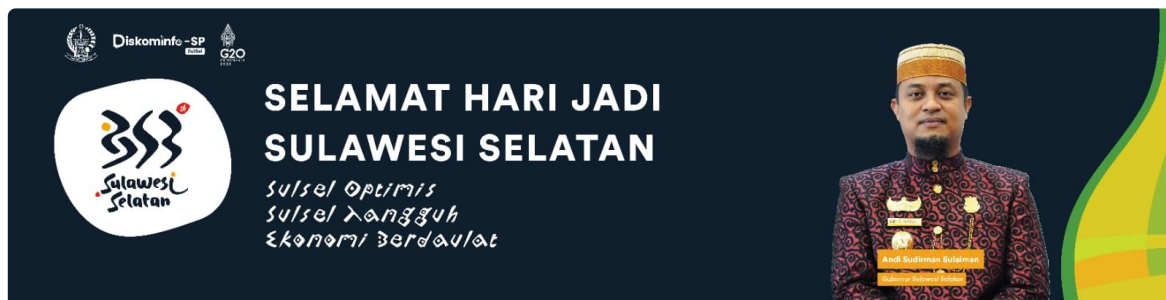 Diskominfo-SP
SulSel
G20
353
Sulawesi
Selatan
SELAMAT HARI JADI
SULAWESI SELATAN
Sulsel Optimis
Sulsel Tangguh
Ekonomi Berdaulat
Andi Sudirman Sulaiman
Gubernur Sulawesi Selatan